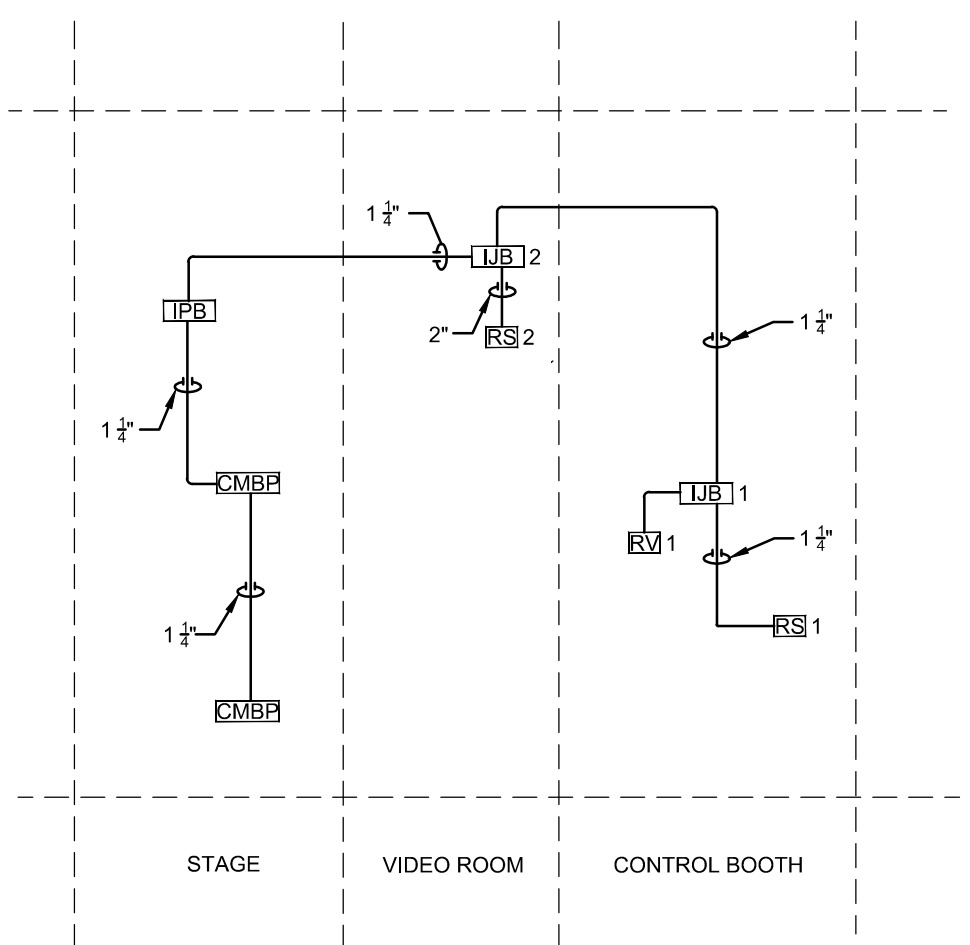 1 1/4"
IJB 2
IPB
2"
RS 2
1 1/4"
1 1/4"
CMBP
IJB 1
RV 1
1 1/4"
1 1/4"
RS 1
CMBP
STAGE
VIDEO ROOM
CONTROL BOOTH